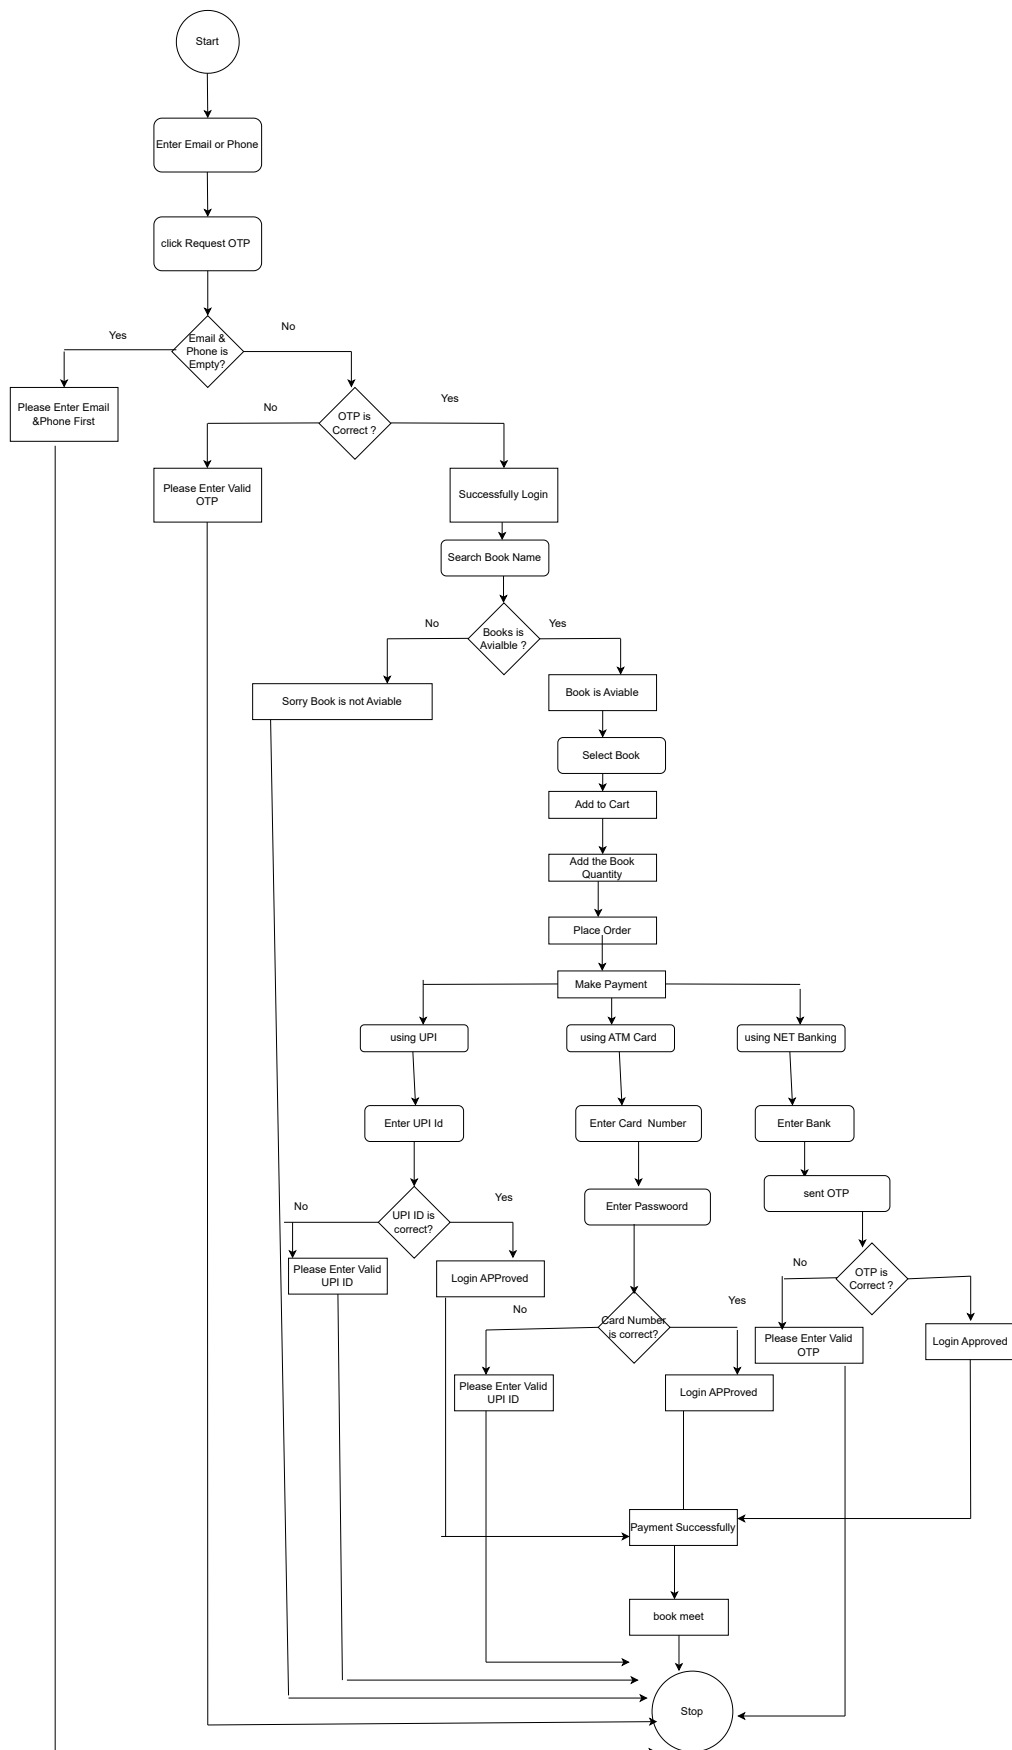 Start
Enter Email or Phone
click Request OTP
Yes
Email &
Phone is
Empty?
No
Please Enter Email
&Phone First
No
OTP is
Correct ?
Yes
Please Enter Valid
OTP
Successfully Login
Search Book Name
No
Books is
Avialble ?
Yes
Sorry Book is not Aviable
Book is Aviable
Select Book
Add to Cart
Add the Book
Quantity
Place Order
Make Payment
using UPI
using ATM Card
using NET Banking
Enter UPI Id
Enter Card Number
Enter Bank
sent OTP
No
UPI ID is
correct?
Yes
Enter Passwoord
Please Enter Valid
UPI ID
Login APProved
No
OTP is
Correct ?
No
Card Number
is correct?
Yes
Please Enter Valid
OTP
Login Approved
Please Enter Valid
UPI ID
Login APProved
Payment Successfully
book meet
Stop